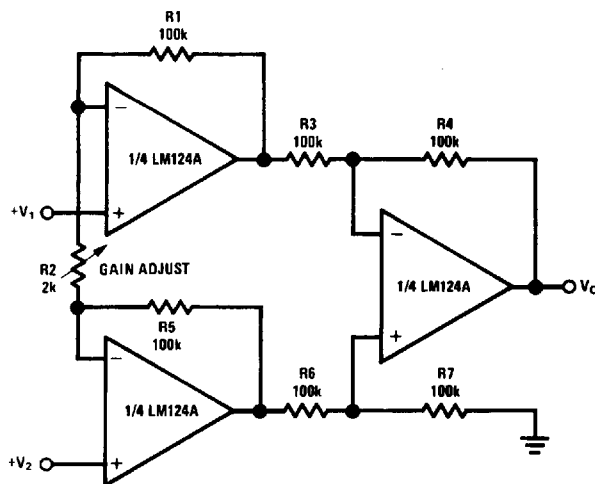 R1
100k
−
1/4 LM124A
+V1
+
R3
100k
R4
100k
R2
2k
GAIN ADJUST
−
1/4 LM124A
+
VO
R5
100k
−
1/4 LM124A
+V2
+
R6
100k
R7
100k